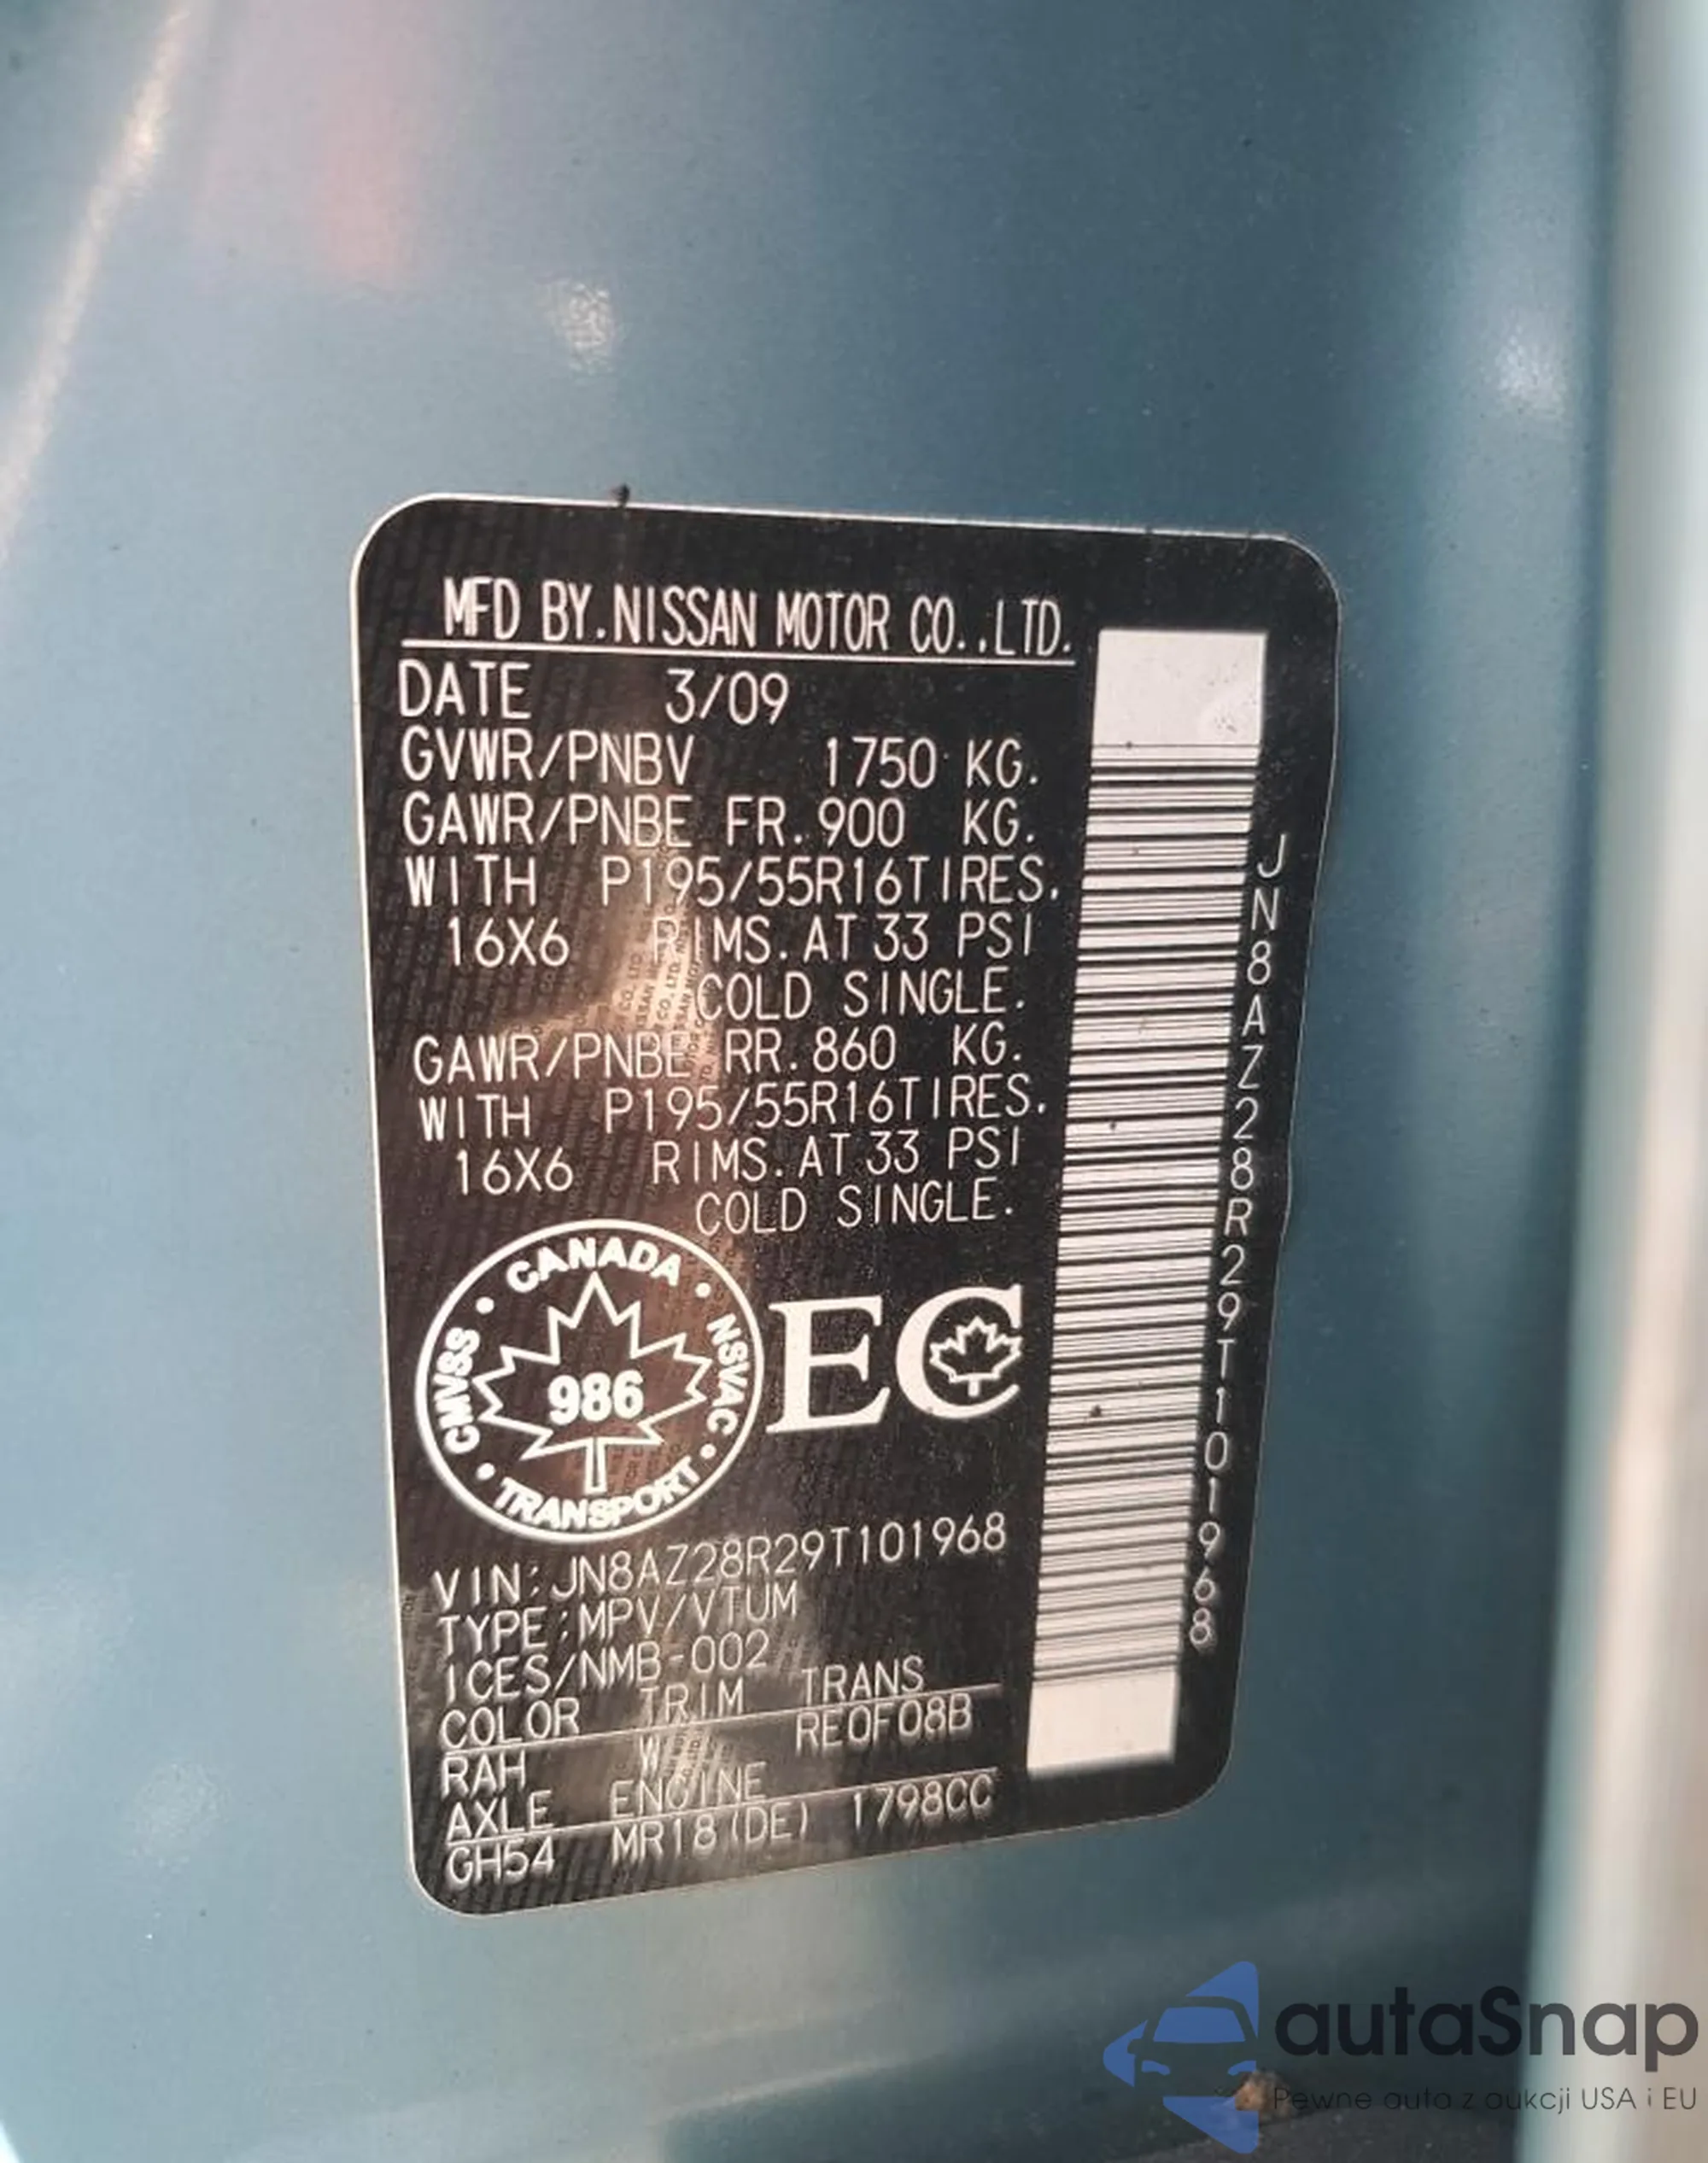 MFD BY.NISSAN MOTOR CO.,LTD.
DATE 3/09
GVWR/PNBV 1750 KG.
GAWR/PNBE FR.900 KG.
WITH P195/55R16TIRES.
16X6 RIMS.AT 33 PSI
COLD SINGLE.
GAWR/PNBE RR.860 KG.
WITH P195/55R16TIRES.
16X6 RIMS.AT 33 PSI
COLD SINGLE.
CANADA
CMVSS
NSVAC
986
TRANSPORT
EC
VIN:JN8AZ28R29T101968
TYPE:MPV/VTUM
ICES/NMB-002
COLOR TRIM TRANS
RAH W RE0F08B
AXLE ENGINE
GH54 MR18(DE) 1798CC
JN8AZ28R29T101968
autaSnap
Pewne auta z aukcji USA i EU